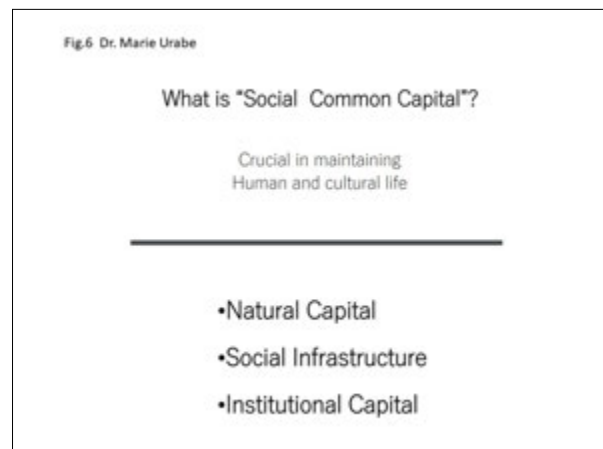 Fig.6 Dr. Marie Urabe
What is "Social Common Capital"?
Crucial in maintaining
Human and cultural life
•Natural Capital
•Social Infrastructure
•Institutional Capital